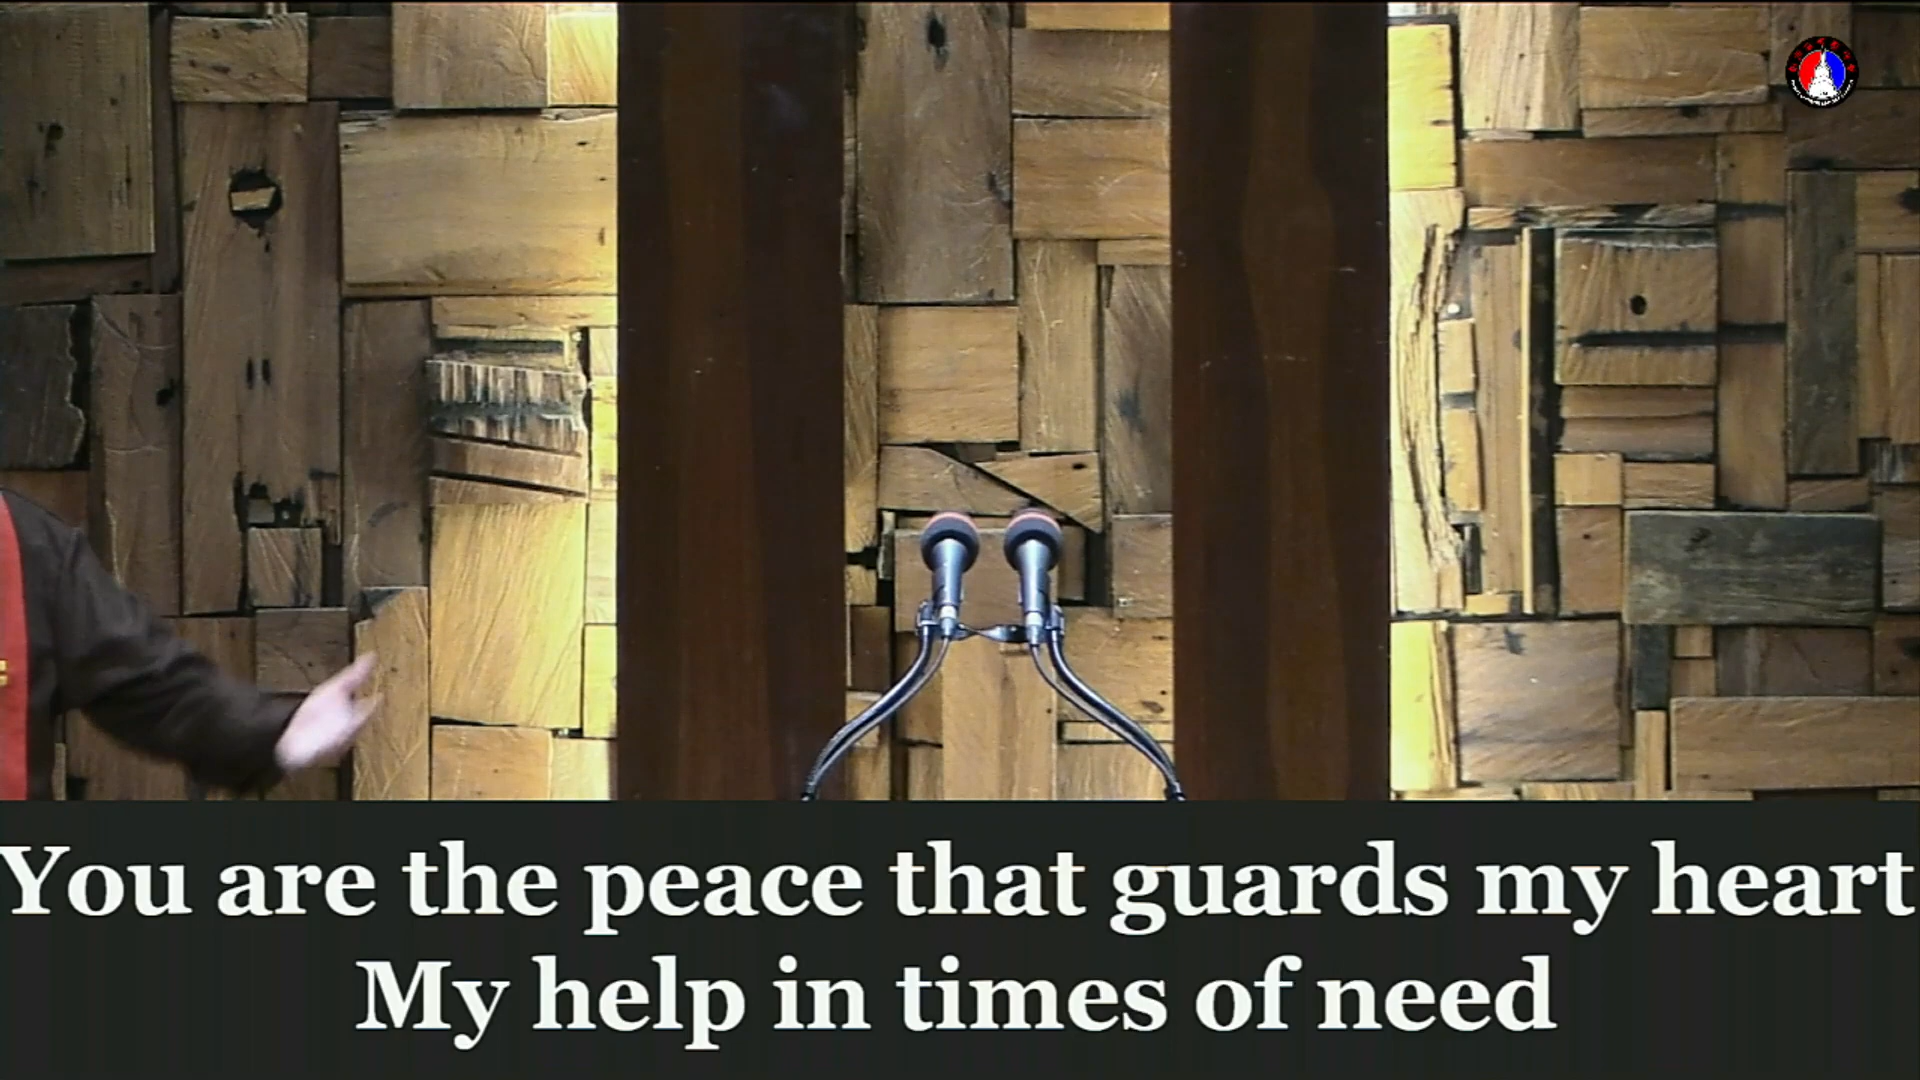 You are the peace that guards my heart
My help in times of need